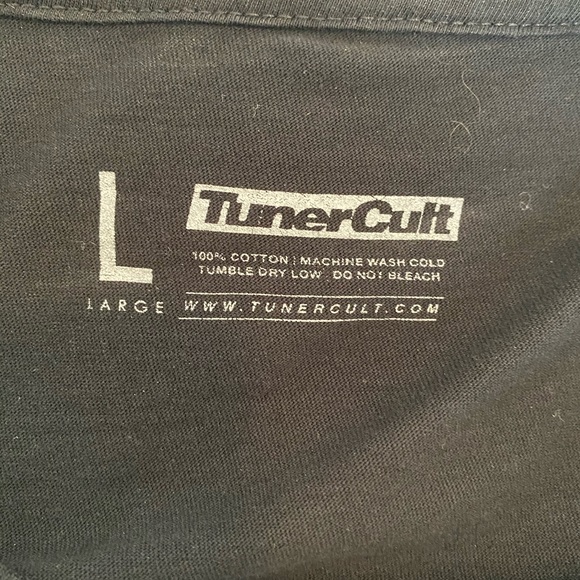 L
LARGE
TunerCult
100% COTTON | MACHINE WASH COLD
TUMBLE DRY LOW | DO NOT BLEACH
WWW.TUNERCULT.COM